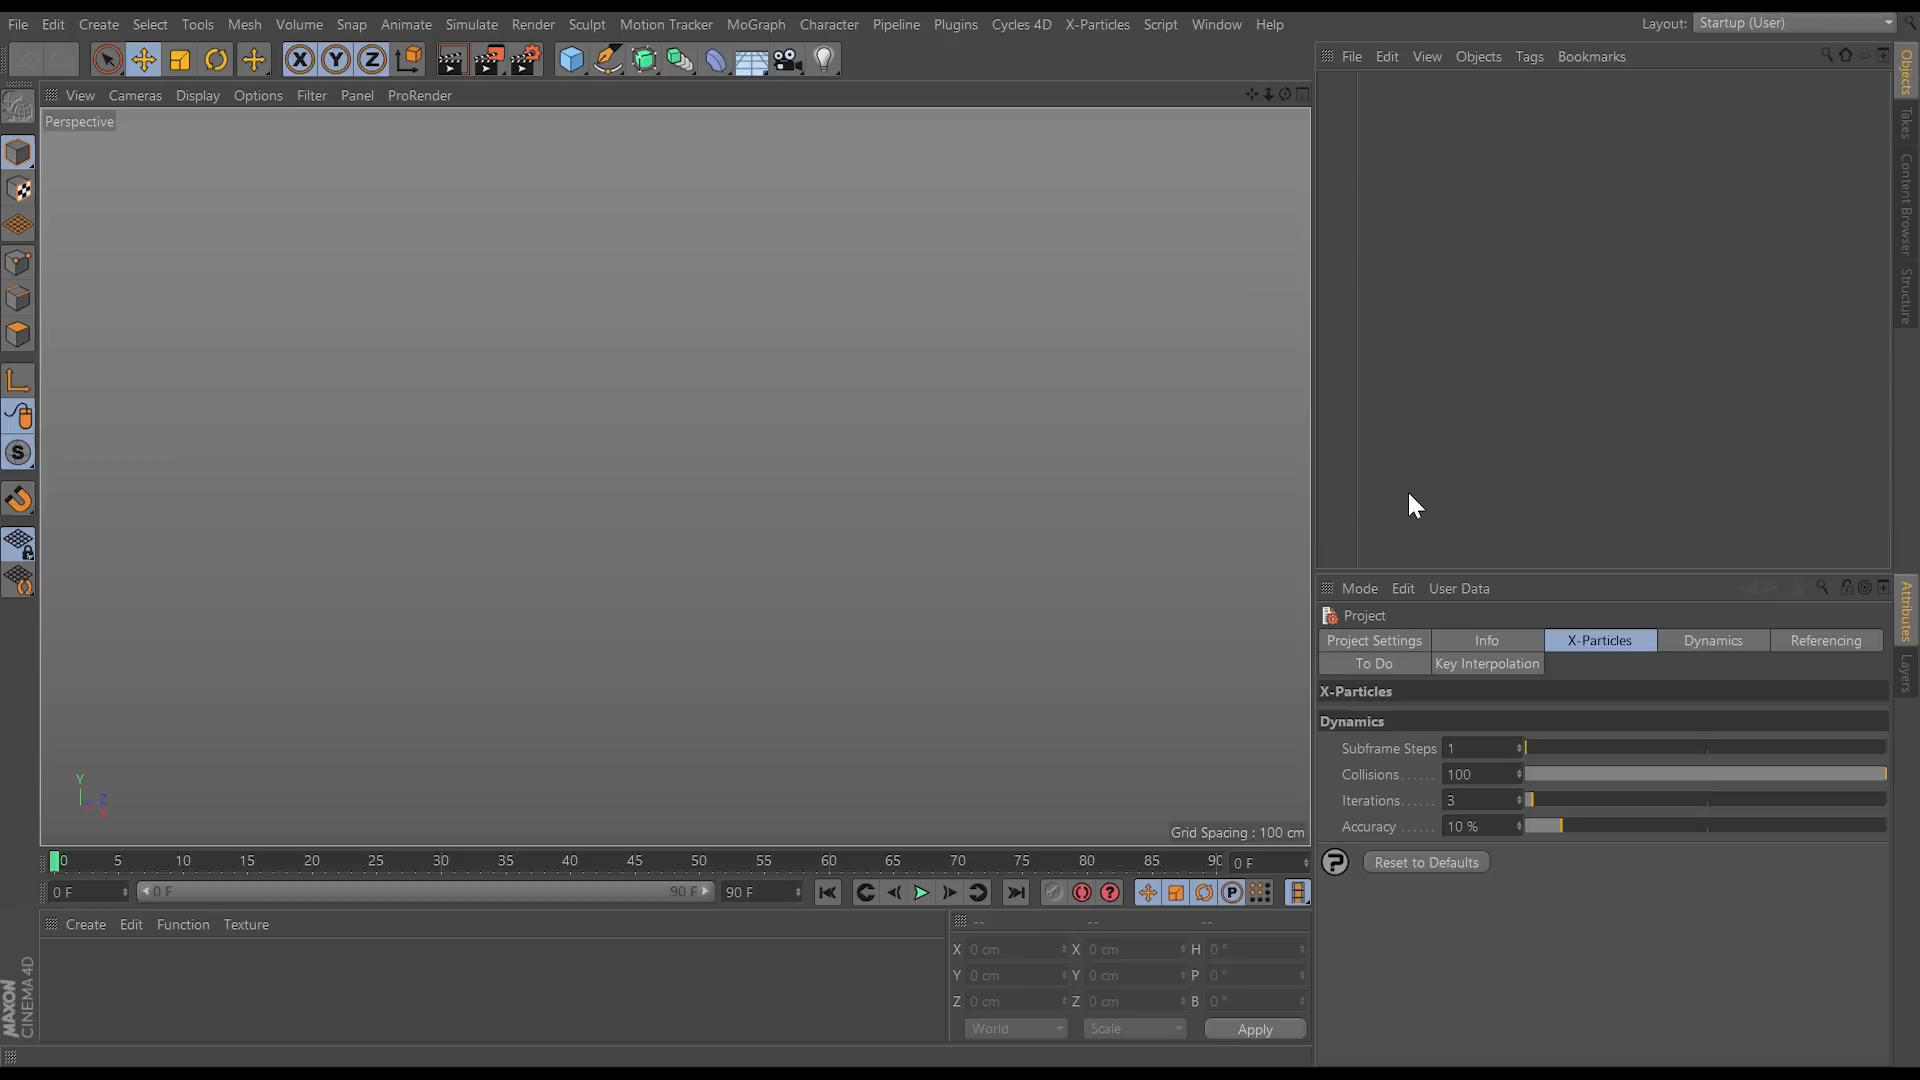 File Edit Create Select Tools Mesh Volume Snap Animate Simulate Render Sculpt Motion Tracker MoGraph Character Pipeline Plugins Cycles 4D X-Particles Script Window Help Layout: Startup (User)
File Edit View Objects Tags Bookmarks
View Cameras Display Options Filter Panel ProRender
Perspective
Objects
Takes
Content Browser
Structure
Mode Edit User Data
Project
Project Settings Info X-Particles Dynamics Referencing
To Do Key Interpolation
Attributes
Layers
X-Particles
Dynamics
Subframe Steps 1
Collisions...... 100
Iterations...... 3
Accuracy ...... 10 %
Reset to Defaults
Y
Z
X
Grid Spacing : 100 cm
0 5 10 15 20 25 30 35 40 45 50 55 60 65 70 75 80 85 90 0 F
0 F 0 F 90 F 90 F
Create Edit Function Texture
-- -- --
X 0 cm X 0 cm H 0 °
Y 0 cm Y 0 cm P 0 °
Z 0 cm Z 0 cm B 0 °
World Scale Apply
MAXON
CINEMA 4D